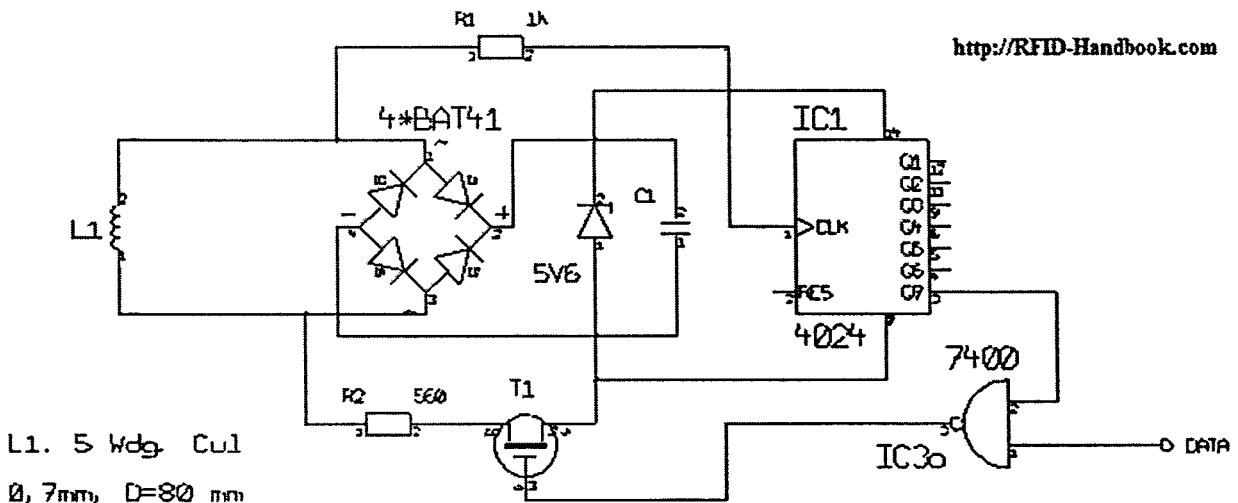 R1 1k
http://RFID-Handbook.com
4*BAT41
IC1
Q1
Q2
Q3
Q4
L1
C1
CLK
Q5
Q6
5V6
RES
Q7
4024
7400
R2 560
T1
L1. 5 Wdg. Cul
IC3a
DATA
0,7mm, D=80 mm